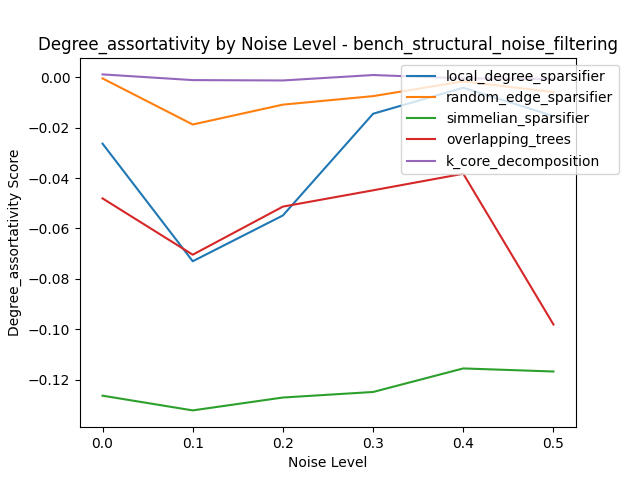 Degree_assortativity by Noise Level - bench_structural_noise_filtering
Degree_assortativity Score
0.00
−0.02
−0.04
−0.06
−0.08
−0.10
−0.12
local_degree_sparsifier
random_edge_sparsifier
simmelian_sparsifier
overlapping_trees
k_core_decomposition
0.0 0.1 0.2 0.3 0.4 0.5
Noise Level